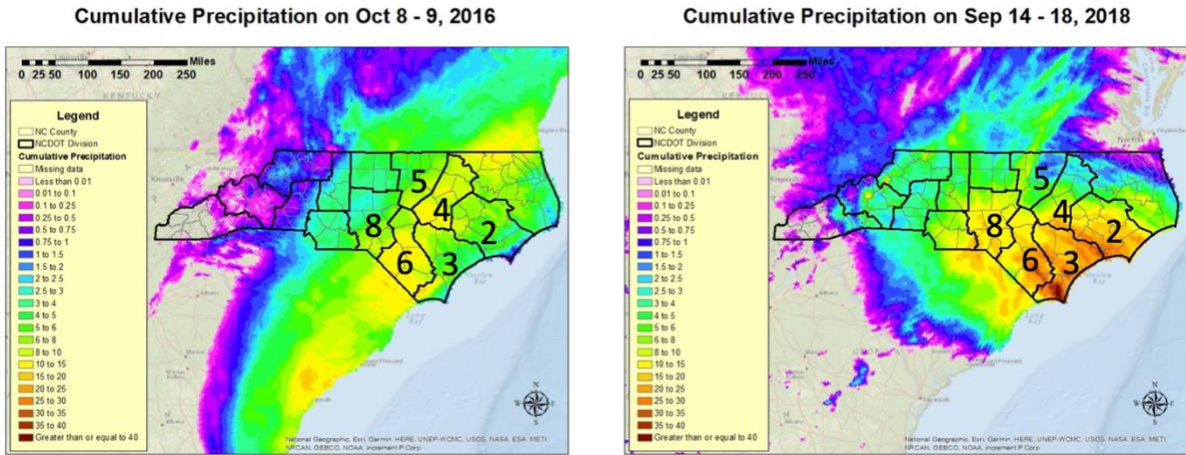 Cumulative Precipitation on Oct 8 - 9, 2016
Miles
0 25 50 100 150 200 250
KENTUCKY
Knoxville
Legend
NC County
NCDOT Division
Cumulative Precipitation
Missing data
Less than 0.01
0.01 to 0.1
0.1 to 0.25
0.25 to 0.5
0.5 to 0.75
0.75 to 1
1 to 1.5
1.5 to 2
2 to 2.5
2.5 to 3
3 to 4
4 to 5
5 to 6
6 to 8
8 to 10
10 to 15
15 to 20
20 to 25
25 to 30
30 to 35
35 to 40
Greater than or equal to 40
5
4
8
2
6
3
Long
Bay
N
W E
S
National Geographic, Esri, Garmin, HERE, UNEP-WCMC, USGS, NASA, ESA, METI,
NRCAN, GEBCO, NOAA, increment P Corp.
Cumulative Precipitation on Sep 14 - 18, 2018
Miles
0 25 50 100 150 200 250
Norfolk
Knoxville
Legend
NC County
NCDOT Division
Cumulative Precipitation
Missing data
Less than 0.01
0.01 to 0.1
0.1 to 0.25
0.25 to 0.5
0.5 to 0.75
0.75 to 1
1 to 1.5
1.5 to 2
2 to 2.5
2.5 to 3
3 to 4
4 to 5
5 to 6
6 to 8
8 to 10
10 to 15
15 to 20
20 to 25
25 to 30
30 to 35
35 to 40
Greater than or equal to 40
5
4
8
2
6
3
Onslow
Bay
Long
Bay
N
W E
S
National Geographic, Esri, Garmin, HERE, UNEP-WCMC, USGS, NASA, ESA, METI,
NRCAN, GEBCO, NOAA, increment P Corp.